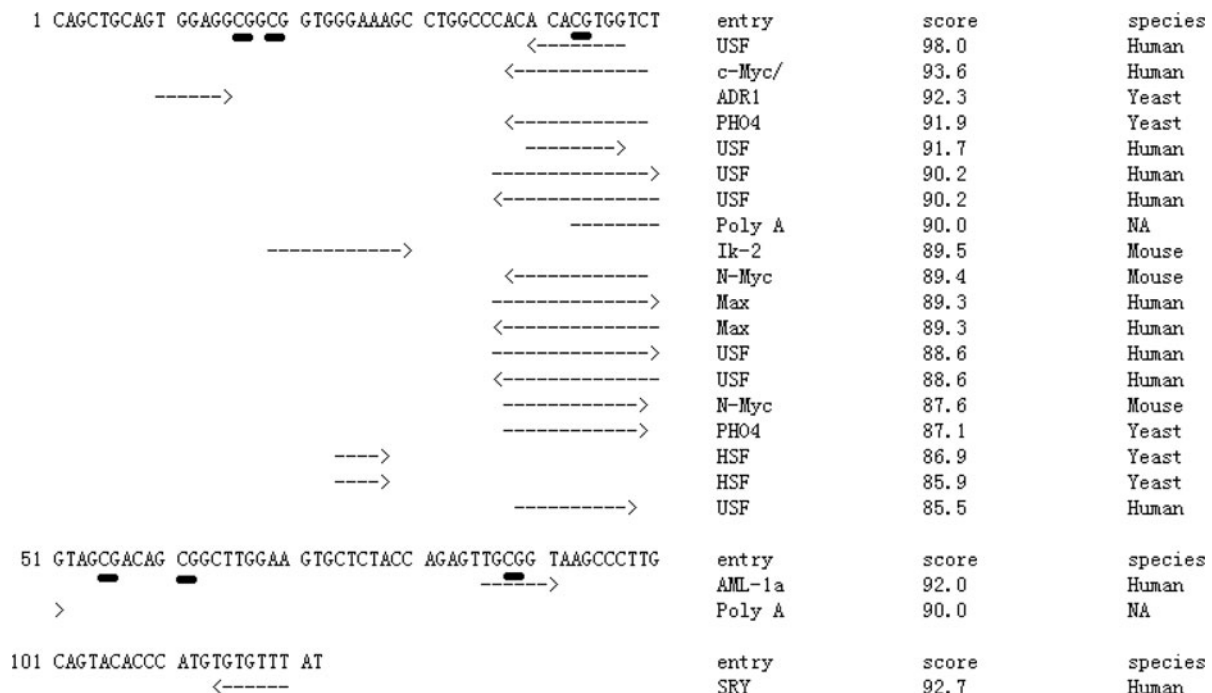 1 CAGCTGCAGT GGAGGCGGCG GTGGGAAAGC CTGGCCCACA CACGTGGTCT entry score species
<-------- USF 98.0 Human
<------------ c-Myc/ Human 93.6
------> ADR1 92.3 Yeast
<------------ PHO4 91.9 Yeast
--------> USF 91.7 Human
--------------> USF 90.2 Human
<-------------- USF 90.2 Human
-------- Poly A 90.0 NA
------------> Ik-2 89.5 Mouse
<------------ N-Myc 89.4 Mouse
--------------> Max 89.3 Human
<-------------- Max 89.3 Human
--------------> USF 88.6 Human
<-------------- USF 88.6 Human
------------> N-Myc 87.6 Mouse
------------> PHO4 87.1 Yeast
----> HSF 86.9 Yeast
----> HSF 85.9 Yeast
----------> USF 85.5 Human
51 GTAGCGACAG CGGCTTGGAA GTGCTCTACC AGAGTTGCGG TAAGCCCTTG entry score species
------> AML-1a 92.0 Human
> Poly A 90.0 NA
101 CAGTACACCC ATGTGTGTTT AT entry score species
<------ SRY 92.7 Human